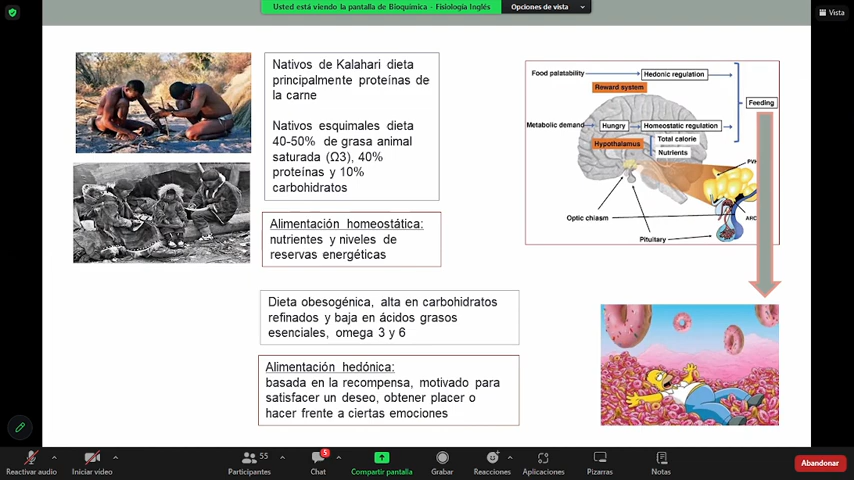 Usted está viendo la pantalla de Bioquímica - Fisiología Inglés
Opciones de vista
Vista
Nativos de Kalahari dieta
principalmente proteínas de
la carne
Nativos esquimales dieta
40-50% de grasa animal
saturada (Ω3), 40%
proteínas y 10%
carbohidratos
Alimentación homeostática:
nutrientes y niveles de
reservas energéticas
Food palatability
Hedonic regulation
Reward system
Feeding
Metabolic demand
Hungry
Homeostatic regulation
Total calorie
Hypothalamus
Nutrients
PVH
ARC
Optic chiasm
Pituitary
Dieta obesogénica, alta en carbohidratos
refinados y baja en ácidos grasos
esenciales, omega 3 y 6
Alimentación hedónica:
basada en la recompensa, motivado para
satisfacer un deseo, obtener placer o
hacer frente a ciertas emociones
Reactivar audio
Iniciar video
55
Participantes
5
Chat
Compartir pantalla
Grabar
Reacciones
Aplicaciones
Pizarras
Notas
Abandonar